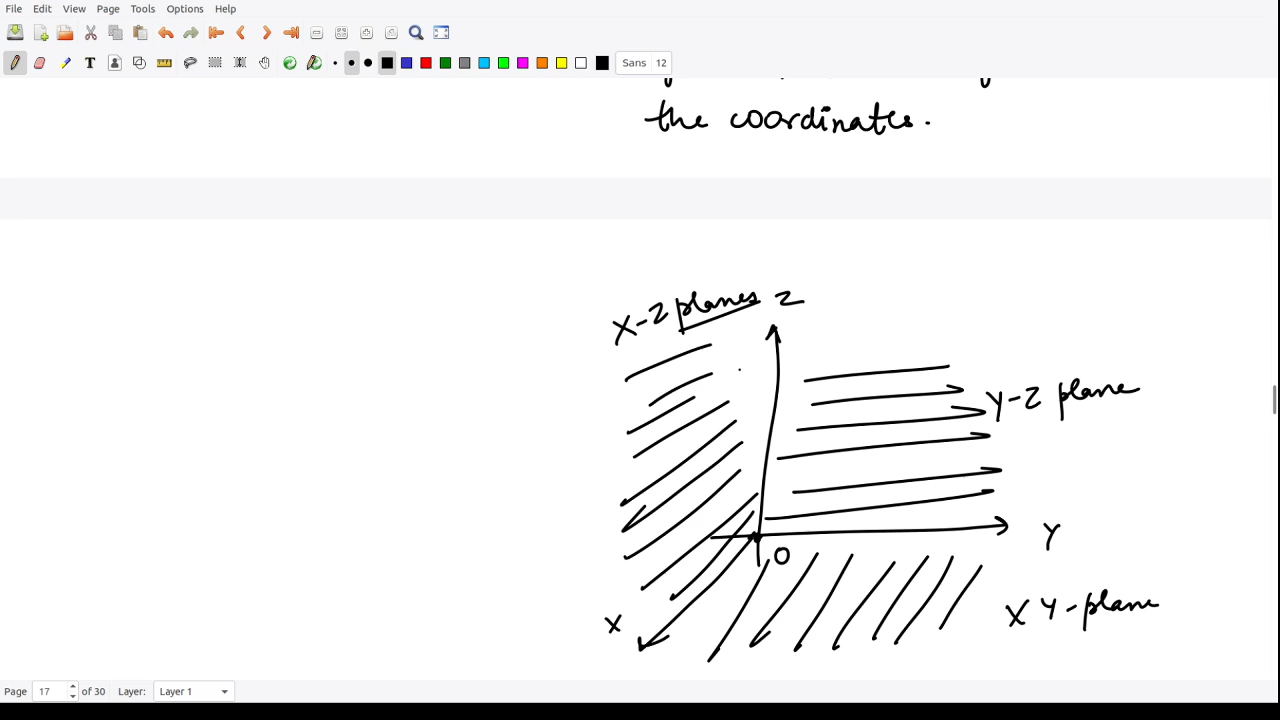 File Edit View Page Tools Options Help
Sans 12
the coordinates.
X-Z planes Z
Y-Z plane
Y
O
X
XY-plane
Page 17 of 30 Layer: Layer 1